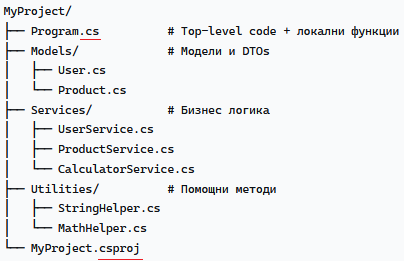 MyProject/
├── Program.cs          # Top-level code + локални функции
├── Models/             # Модели и DTOs
│   ├── User.cs
│   └── Product.cs
├── Services/           # Бизнес логика
│   ├── UserService.cs
│   ├── ProductService.cs
│   └── CalculatorService.cs
├── Utilities/          # Помощни методи
│   ├── StringHelper.cs
│   └── MathHelper.cs
└── MyProject.csproj